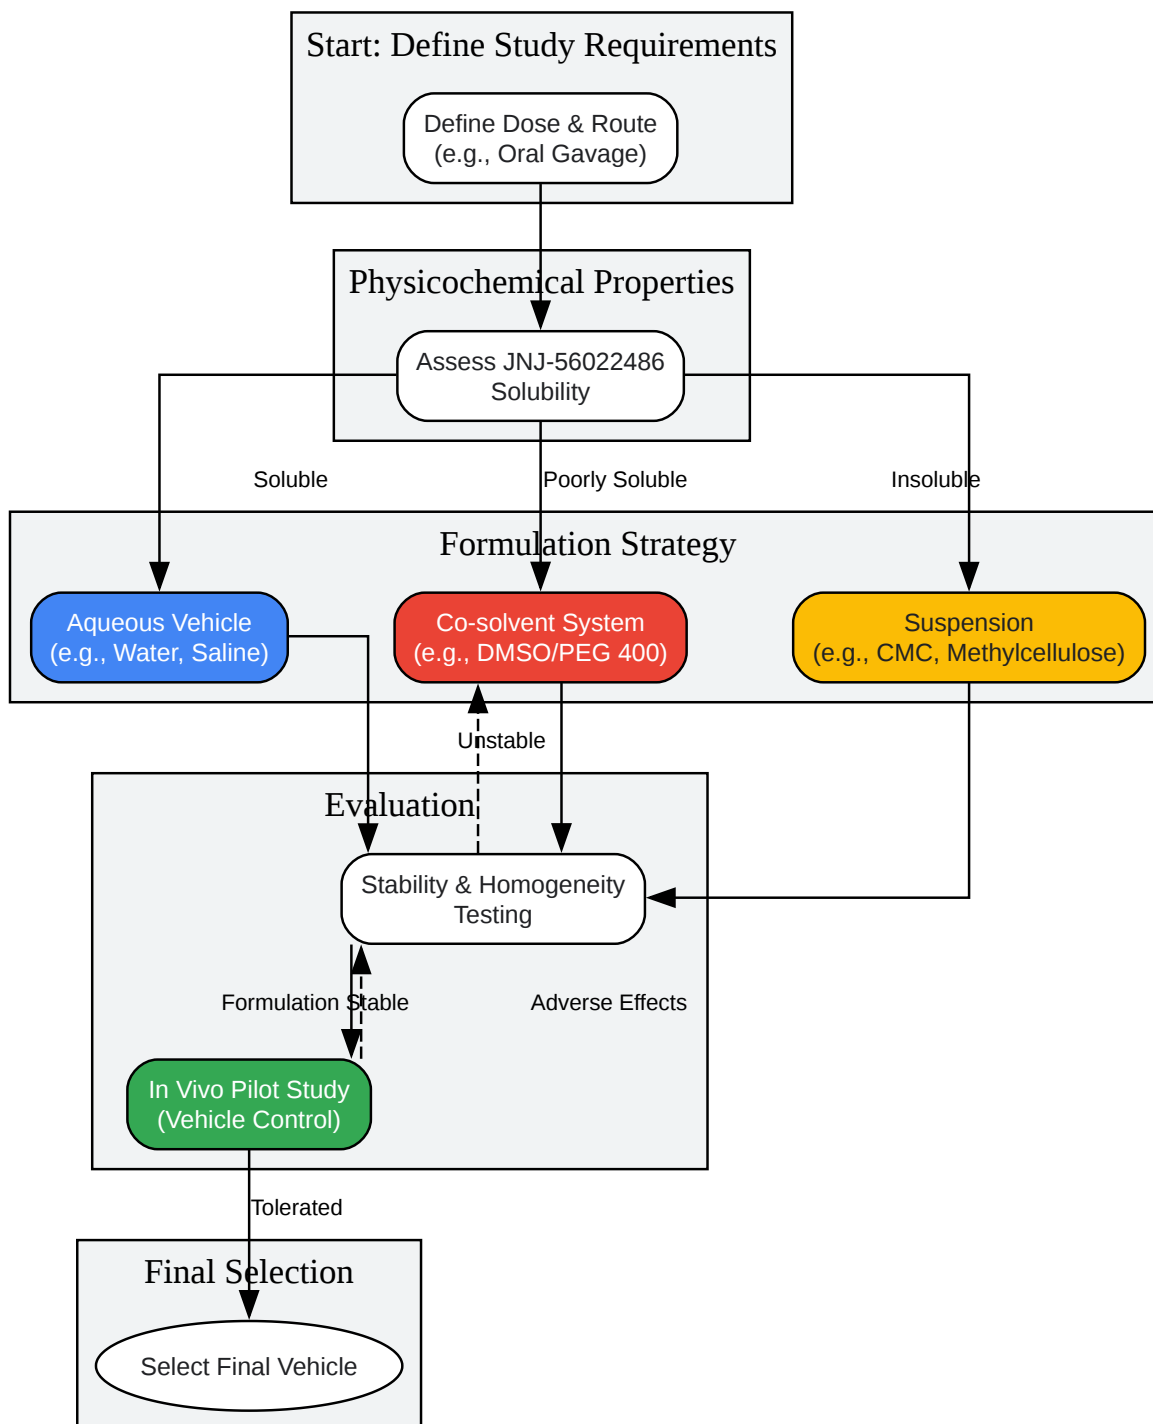 Start: Define Study Requirements
Define Dose & Route
(e.g., Oral Gavage)
Physicochemical Properties
Assess JNJ-56022486
Solubility
Soluble
Poorly Soluble
Insoluble
Formulation Strategy
Aqueous Vehicle
(e.g., Water, Saline)
Co-solvent System
(e.g., DMSO/PEG 400)
Suspension
(e.g., CMC, Methylcellulose)
Unstable
Evaluation
Stability & Homogeneity
Testing
Formulation Stable
Adverse Effects
In Vivo Pilot Study
(Vehicle Control)
Tolerated
Final Selection
Select Final Vehicle